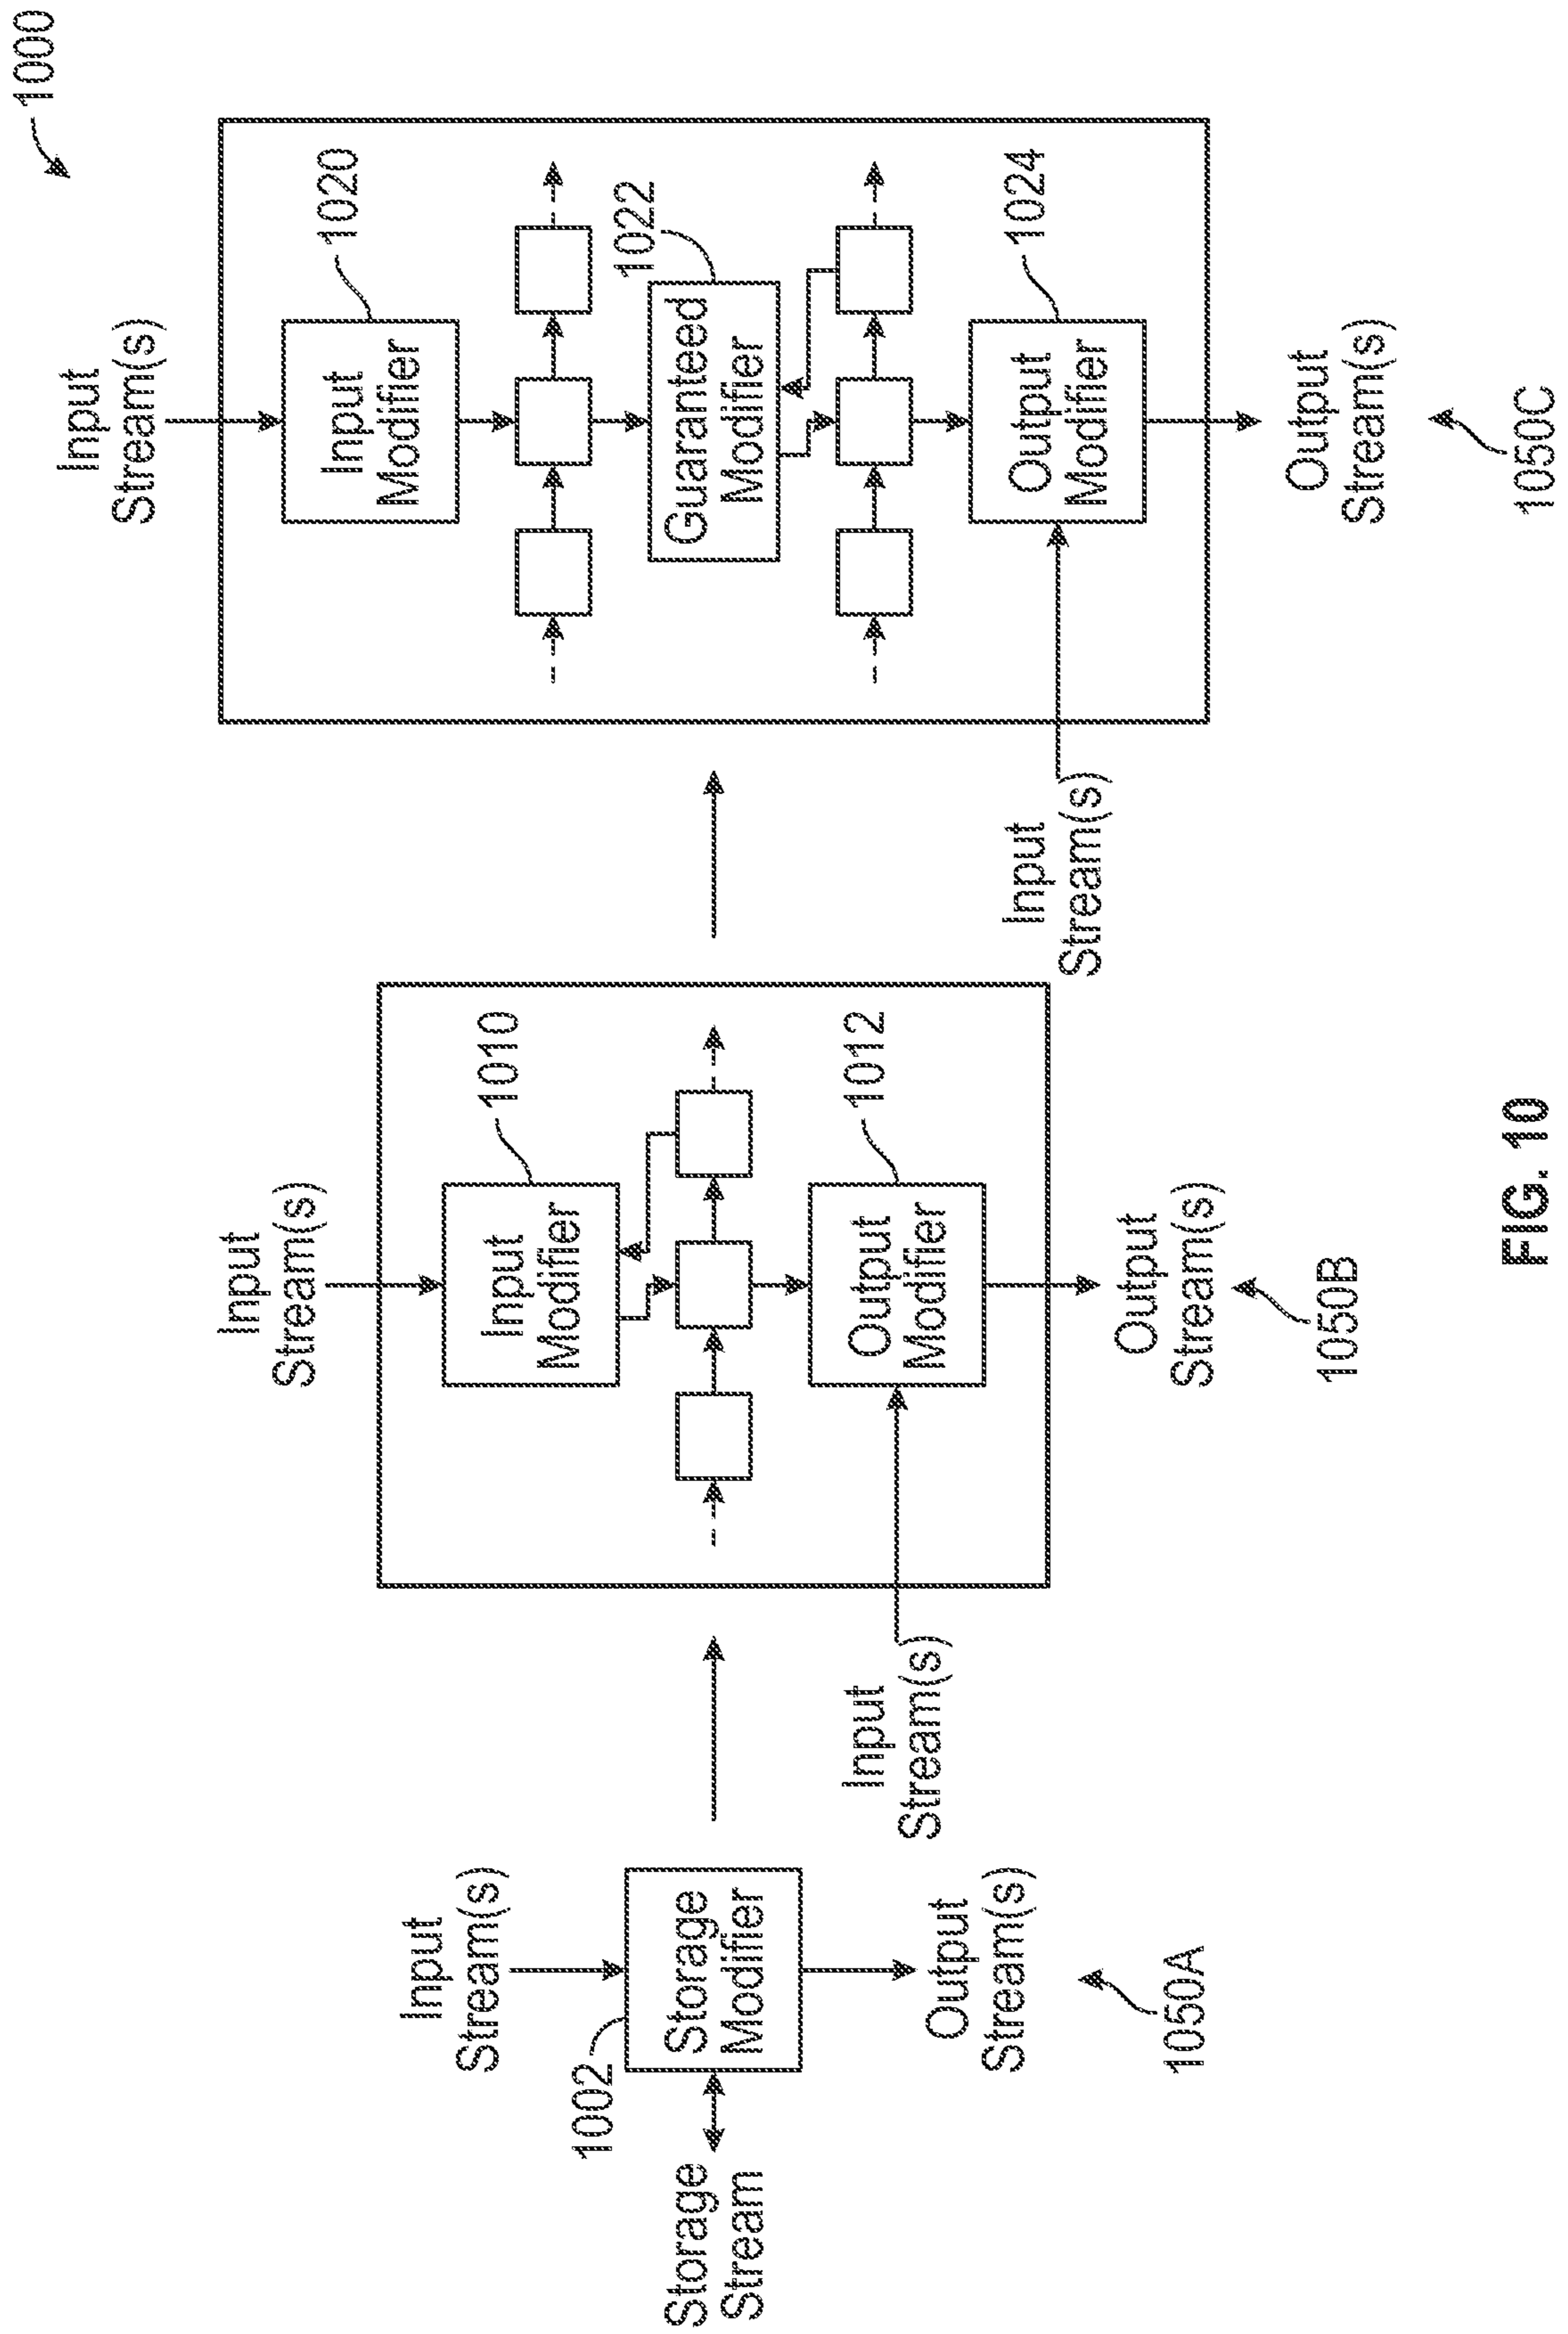 1000
Storage
Stream
1002
Input
Stream(s)
Storage
Modifier
Output
Stream(s)
1050A
Input
Stream(s)
Input
Modifier
1010
Input
Stream(s)
Output
Modifier
1012
Output
Stream(s)
1050B
Input
Stream(s)
Input
Modifier
1020
Guaranteed
Modifier
1022
Input
Stream(s)
Output
Modifier
1024
Output
Stream(s)
1050C
FIG. 10